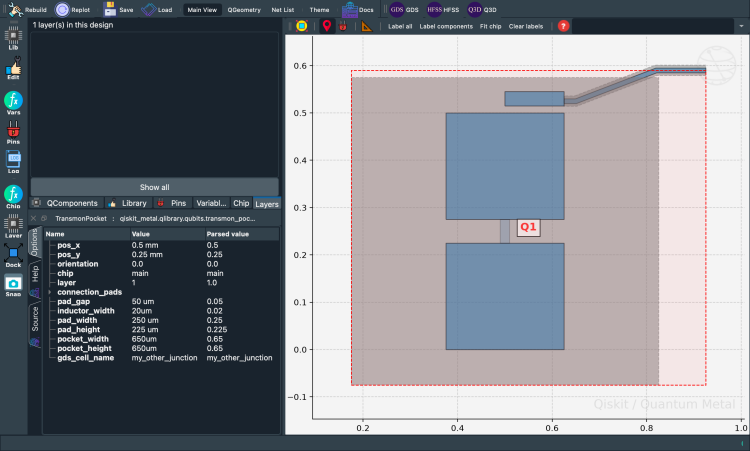 Rebuild Replot Save Load Main View QGeometry Net List Theme Docs GDS GDS HFSS HFSS Q3D Q3D
1 layer(s) in this design
Label all Label components Fit chip Clear labels ?
Lib
Edit
Vars
Pins
Log
Chip
Layer
Dock
Snap
Show all
QComponents Library Pins Variabl... Chip Layers
TransmonPocket : qiskit_metal.qlibrary.qubits.transmon_poc...
Options
Help
Source
Name Value Parsed value
pos_x 0.5 mm 0.5
pos_y 0.25 mm 0.25
orientation 0.0 0.0
chip main main
layer 1 1.0
connection_pads
pad_gap 50 um 0.05
inductor_width 20um 0.02
pad_width 250 um 0.25
pad_height 225 um 0.225
pocket_width 650um 0.65
pocket_height 650um 0.65
gds_cell_name my_other_junction my_other_junction
0.6
0.5
0.4
0.3
0.2
0.1
0.0
−0.1
Q1
Qiskit / Quantum Metal
0.2 0.4 0.6 0.8 1.0